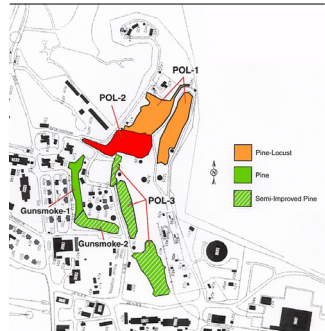 POL-1
POL-2
Pine-Locust
N
Pine
POL-3
Semi-Improved Pine
Gunsmoke-1
Gunsmoke-2